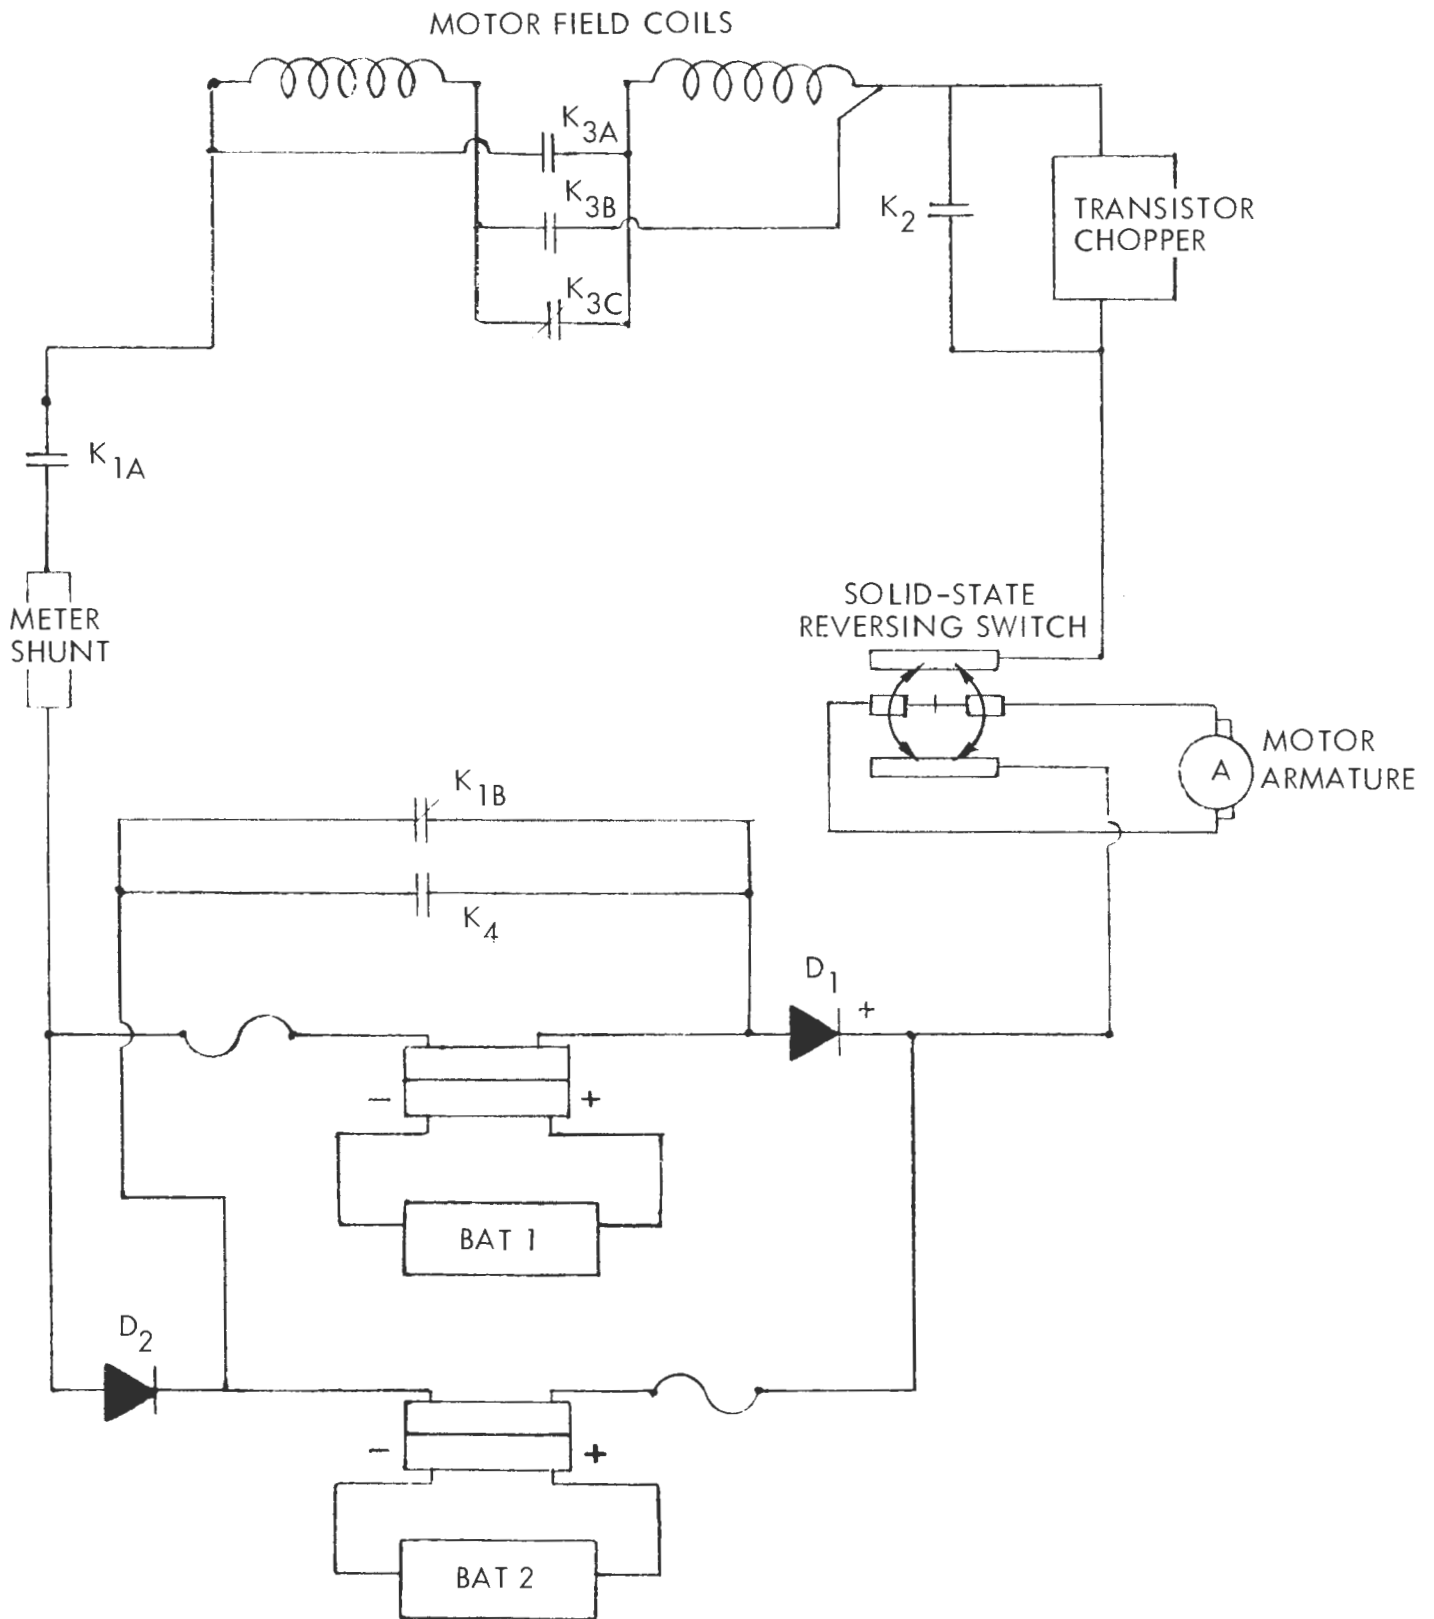 MOTOR FIELD COILS
K3A
K3B
K3C
K2
TRANSISTOR
CHOPPER
K1A
METER
SHUNT
SOLID-STATE
REVERSING SWITCH
MOTOR
ARMATURE
A
K1B
K4
D1
+
- +
BAT 1
D2
- +
BAT 2